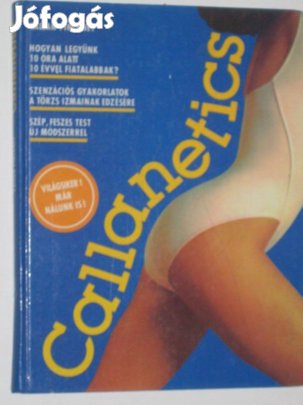 Jófogás
HOGYAN LEGYÜNK
10 ÓRA ALATT
10 ÉVVEL FIATALABBAK?
SZENZÁCIÓS GYAKORLATOK
A TÖRZS IZMAINAK EDZÉSÉRE
SZÉP, FESZES TEST
ÚJ MÓDSZERREL
VILÁGSIKER!
MÁR
NÁLUNK IS!
Callanetics